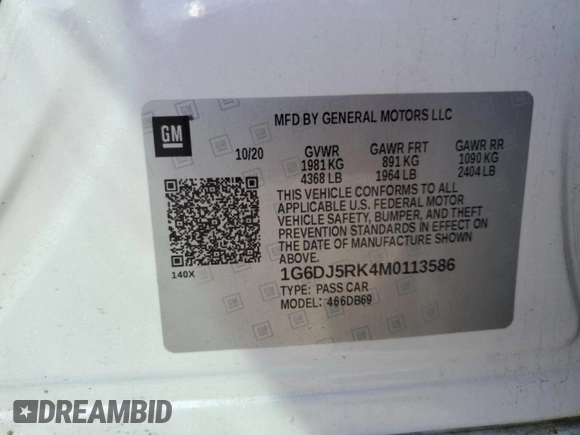 GM
MFD BY GENERAL MOTORS LLC
10/20 GVWR GAWR FRT GAWR RR
1981 KG 891 KG 1090 KG
4368 LB 1964 LB 2404 LB
THIS VEHICLE CONFORMS TO ALL
APPLICABLE U.S. FEDERAL MOTOR
VEHICLE SAFETY, BUMPER, AND THEFT
PREVENTION STANDARDS IN EFFECT ON
THE DATE OF MANUFACTURE SHOWN
ABOVE.
140X
1G6DJ5RK4M0113586
TYPE: PASS CAR
MODEL: 466DB69
DREAMBID